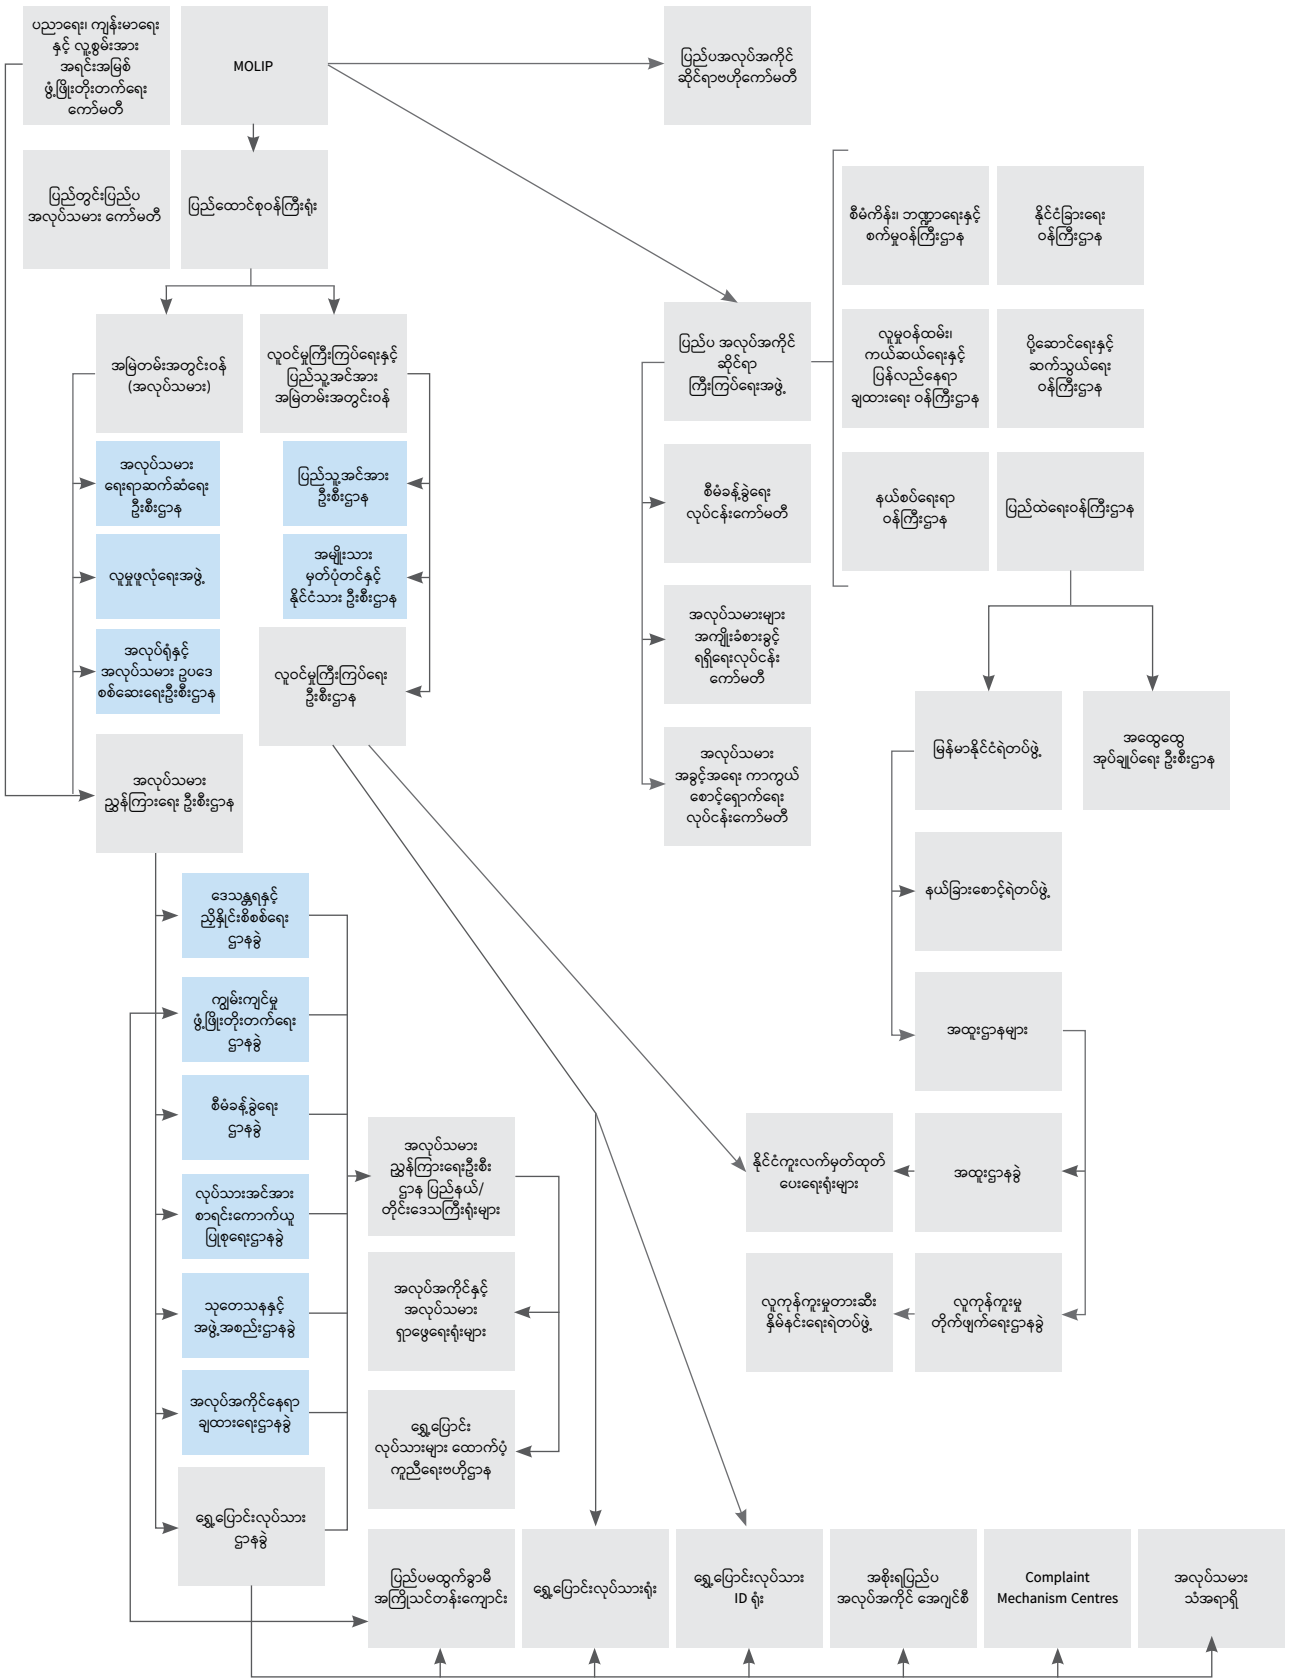 ပညာရေး၊ ကျန်းမာရေး
နှင့် လူ့စွမ်းအား
အရင်းအမြစ်
ဖွံ့ဖြိုးတိုးတက်ရေး
ကော်မတီ
MOLIP
ပြည်ပအလုပ်အကိုင်
ဆိုင်ရာဗဟိုကော်မတီ
ပြည်တွင်းပြည်ပ
အလုပ်သမား ကော်မတီ
ပြည်ထောင်စုဝန်ကြီးရုံး
စီမံကိန်း၊ ဘဏ္ဍာရေးနှင့်
စက်မှုဝန်ကြီးဌာန
နိုင်ငံခြားရေး
ဝန်ကြီးဌာန
အမြဲတမ်းအတွင်းဝန်
(အလုပ်သမား)
လူဝင်မှုကြီးကြပ်ရေးနှင့်
ပြည်သူ့အင်အား
အမြဲတမ်းအတွင်းဝန်
ပြည်ပ အလုပ်အကိုင်
ဆိုင်ရာ
ကြီးကြပ်ရေးအဖွဲ့
လူမှုဝန်ထမ်း၊
ကယ်ဆယ်ရေးနှင့်
ပြန်လည်နေရာ
ချထားရေး ဝန်ကြီးဌာန
ပို့ဆောင်ရေးနှင့်
ဆက်သွယ်ရေး
ဝန်ကြီးဌာန
အလုပ်သမား
ရေးရာဆက်ဆံရေး
ဦးစီးဌာန
ပြည်သူ့အင်အား
ဦးစီးဌာန
စီမံခန့်ခွဲရေး
လုပ်ငန်းကော်မတီ
နယ်စပ်ရေးရာ
ဝန်ကြီးဌာန
ပြည်ထဲရေးဝန်ကြီးဌာန
လူမှုဖူလုံရေးအဖွဲ့
အမျိုးသား
မှတ်ပုံတင်နှင့်
နိုင်ငံသား ဦးစီးဌာန
အလုပ်သမားများ
အကျိုးခံစားခွင့်
ရရှိရေးလုပ်ငန်း
ကော်မတီ
အလုပ်ရုံနှင့်
အလုပ်သမား ဥပဒေ
စစ်ဆေးရေးဦးစီးဌာန
လူဝင်မှုကြီးကြပ်ရေး
ဦးစီးဌာန
အလုပ်သမား
အခွင့်အရေး ကာကွယ်
စောင့်ရှောက်ရေး
လုပ်ငန်းကော်မတီ
မြန်မာနိုင်ငံရဲတပ်ဖွဲ့
အထွေထွေ
အုပ်ချုပ်ရေး ဦးစီးဌာန
အလုပ်သမား
ညွှန်ကြားရေး ဦးစီးဌာန
နယ်ခြားစောင့်ရဲတပ်ဖွဲ့
ဒေသန္တရနှင့်
ညှိနှိုင်းစိစစ်ရေး
ဌာနခွဲ
ကျွမ်းကျင်မှု
ဖွံ့ဖြိုးတိုးတက်ရေး
ဌာနခွဲ
အထူးဌာနများ
စီမံခန့်ခွဲရေး
ဌာနခွဲ
အလုပ်သမား
ညွှန်ကြားရေးဦးစီး
ဌာန ပြည်နယ်/
တိုင်းဒေသကြီးရုံးများ
နိုင်ငံကူးလက်မှတ်ထုတ်
ပေးရေးရုံးများ
အထူးဌာနခွဲ
လုပ်သားအင်အား
စာရင်းကောက်ယူ
ပြုစုရေးဌာနခွဲ
သုတေသနနှင့်
အဖွဲ့အစည်းဌာနခွဲ
အလုပ်အကိုင်နှင့်
အလုပ်သမား
ရှာဖွေရေးရုံးများ
လူကုန်ကူးမှုတားဆီး
နှိမ်နင်းရေးရဲတပ်ဖွဲ့
လူကုန်ကူးမှု
တိုက်ဖျက်ရေးဌာနခွဲ
အလုပ်အကိုင်နေရာ
ချထားရေးဌာနခွဲ
ရွှေ့ပြောင်း
လုပ်သားများ ထောက်ပံ့
ကူညီရေးဗဟိုဌာန
ရွှေ့ပြောင်းလုပ်သား
ဌာနခွဲ
ပြည်ပမထွက်ခွာမီ
အကြိုသင်တန်းကျောင်း
ရွှေ့ပြောင်းလုပ်သားရုံး
ရွှေ့ပြောင်းလုပ်သား
ID ရုံး
အစိုးရပြည်ပ
အလုပ်အကိုင် အေဂျင်စီ
Complaint
Mechanism Centres
အလုပ်သမား
သံအရာရှိ